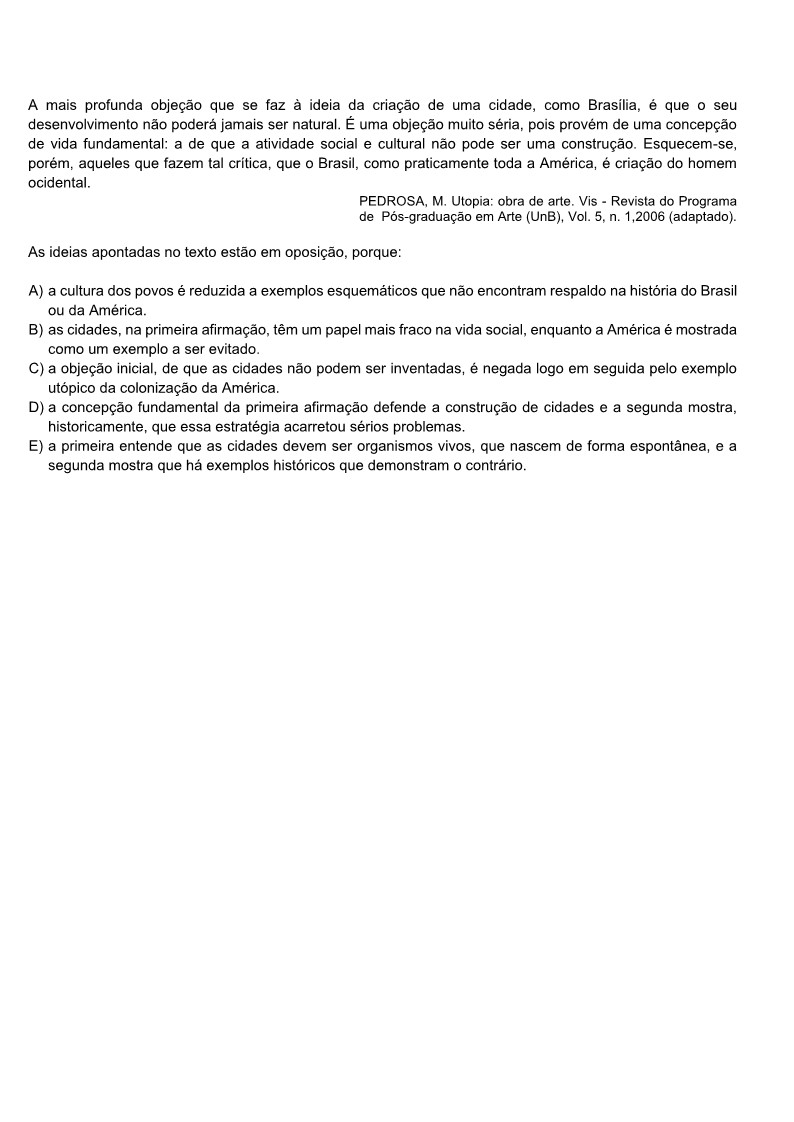 A mais profunda objeção que se faz à ideia da criação de uma cidade, como Brasília, é que o seu
desenvolvimento não poderá jamais ser natural. É uma objeção muito séria, pois provém de uma concepção
de vida fundamental: a de que a atividade social e cultural não pode ser uma construção. Esquecem-se,
porém, aqueles que fazem tal crítica, que o Brasil, como praticamente toda a América, é criação do homem
ocidental.
PEDROSA, M. Utopia: obra de arte. Vis - Revista do Programa
de Pós-graduação em Arte (UnB), Vol. 5, n. 1,2006 (adaptado).
As ideias apontadas no texto estão em oposição, porque:
A) a cultura dos povos é reduzida a exemplos esquemáticos que não encontram respaldo na história do Brasil
ou da América.
B) as cidades, na primeira afirmação, têm um papel mais fraco na vida social, enquanto a América é mostrada
como um exemplo a ser evitado.
C) a objeção inicial, de que as cidades não podem ser inventadas, é negada logo em seguida pelo exemplo
utópico da colonização da América.
D) a concepção fundamental da primeira afirmação defende a construção de cidades e a segunda mostra,
historicamente, que essa estratégia acarretou sérios problemas.
E) a primeira entende que as cidades devem ser organismos vivos, que nascem de forma espontânea, e a
segunda mostra que há exemplos históricos que demonstram o contrário.